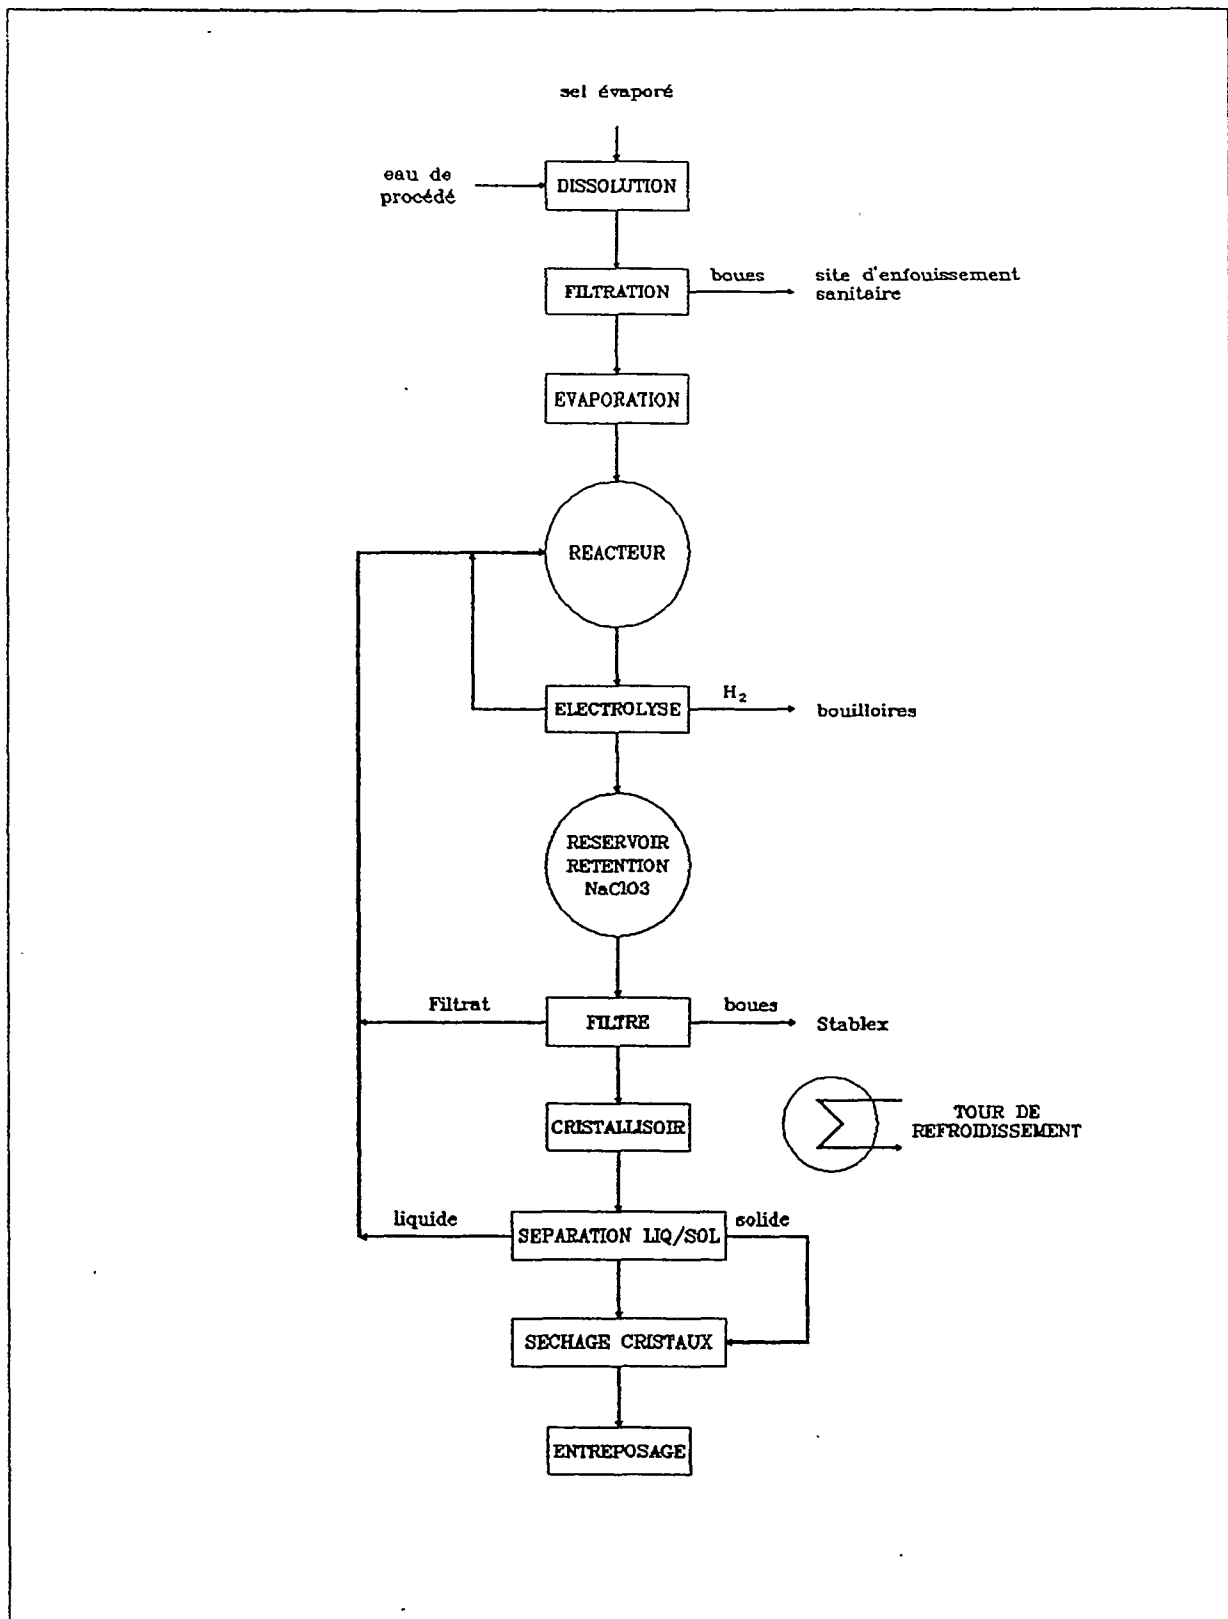 sel évaporé
eau de
procédé
DISSOLUTION
FILTRATION
boues
site d'enfouissement
sanitaire
EVAPORATION
REACTEUR
ELECTROLYSE
H₂
bouilloires
RESERVOIR
RETENTION
NaClO3
Filtrat
FILTRE
boues
Stablex
CRISTALLISOIR
TOUR DE
REFROIDISSEMENT
liquide
SEPARATION LIQ/SOL
solide
SECHAGE CRISTAUX
ENTREPOSAGE